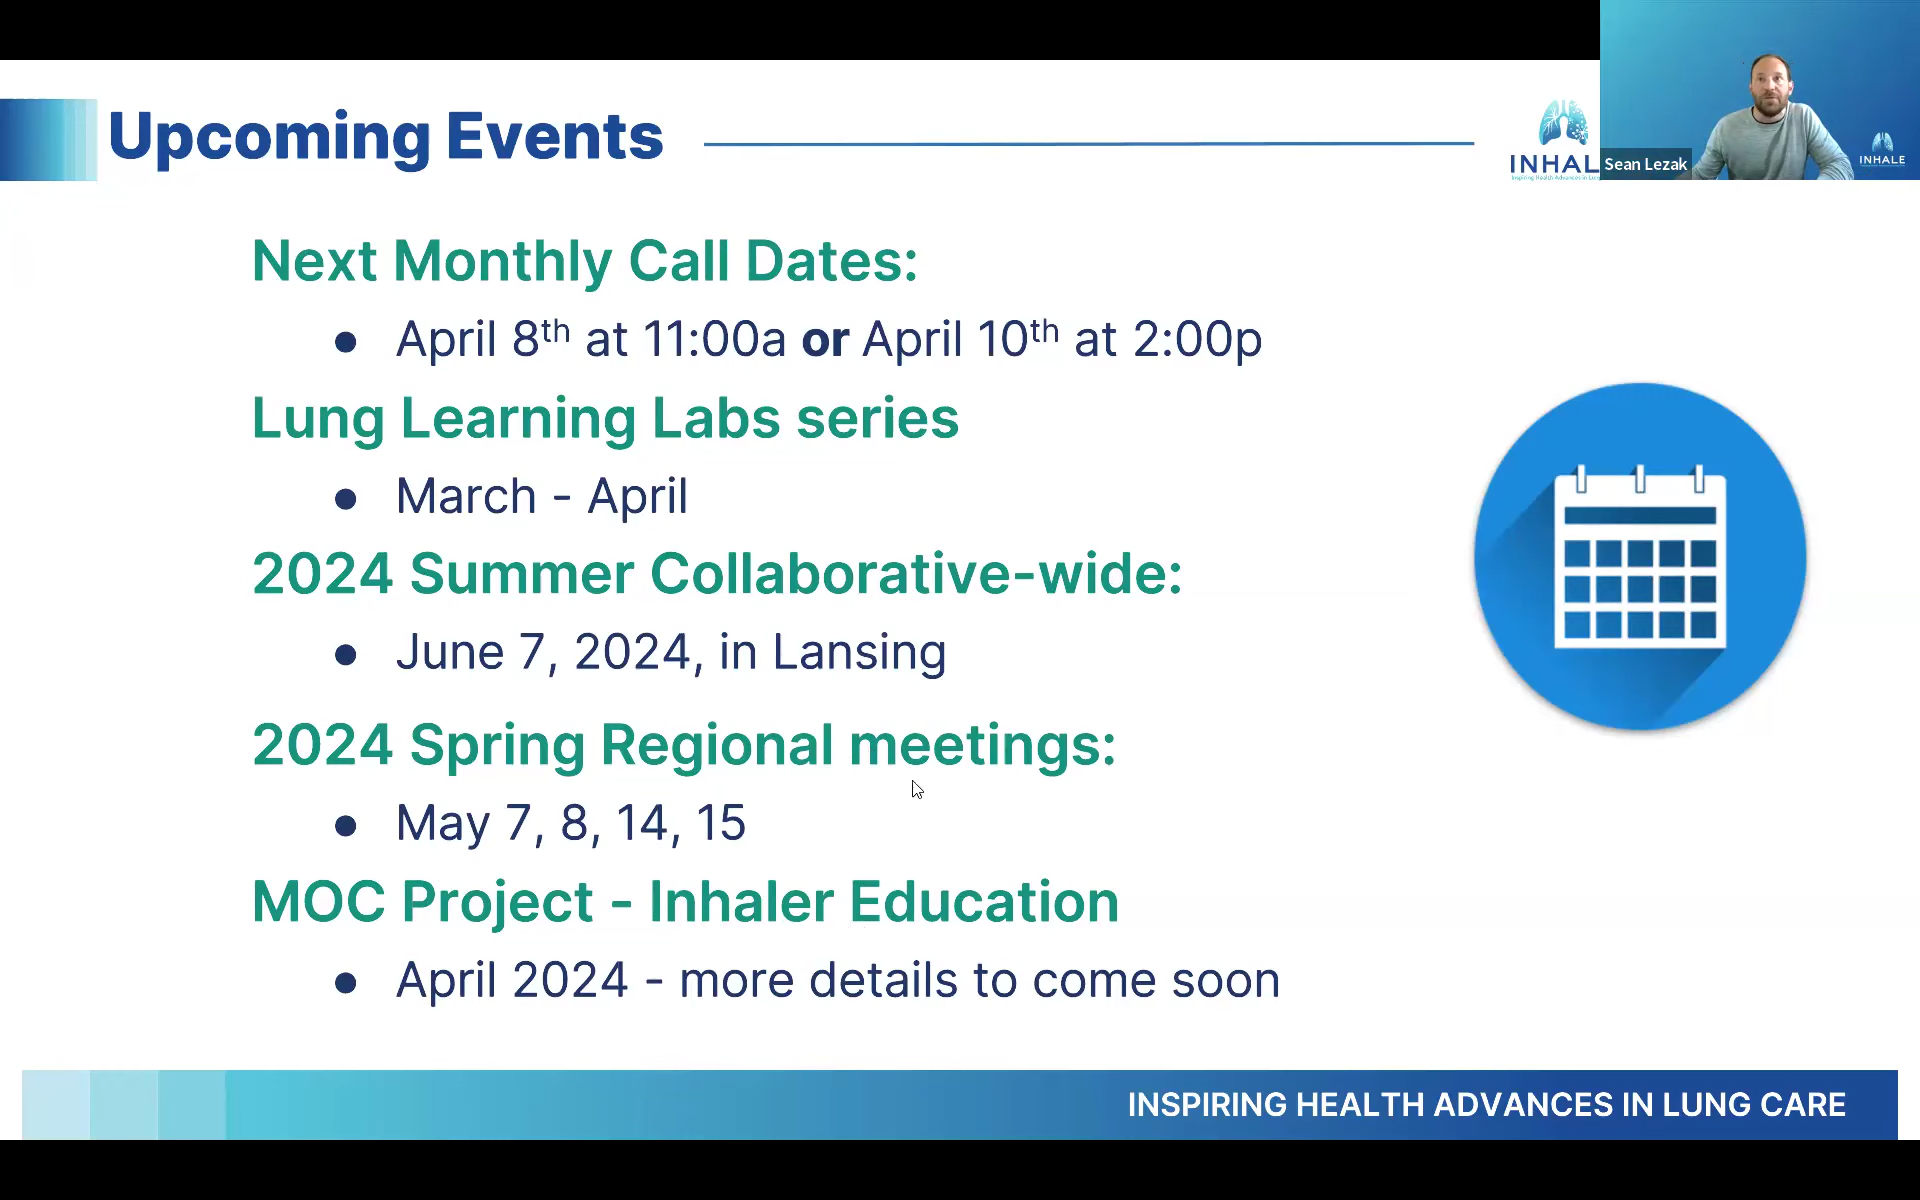 Upcoming Events
INHAL
Sean Lezak
INHALE
Next Monthly Call Dates:
● April 8th at 11:00a or April 10th at 2:00p
Lung Learning Labs series
● March - April
2024 Summer Collaborative-wide:
● June 7, 2024, in Lansing
2024 Spring Regional meetings:
● May 7, 8, 14, 15
MOC Project - Inhaler Education
● April 2024 - more details to come soon
INSPIRING HEALTH ADVANCES IN LUNG CARE